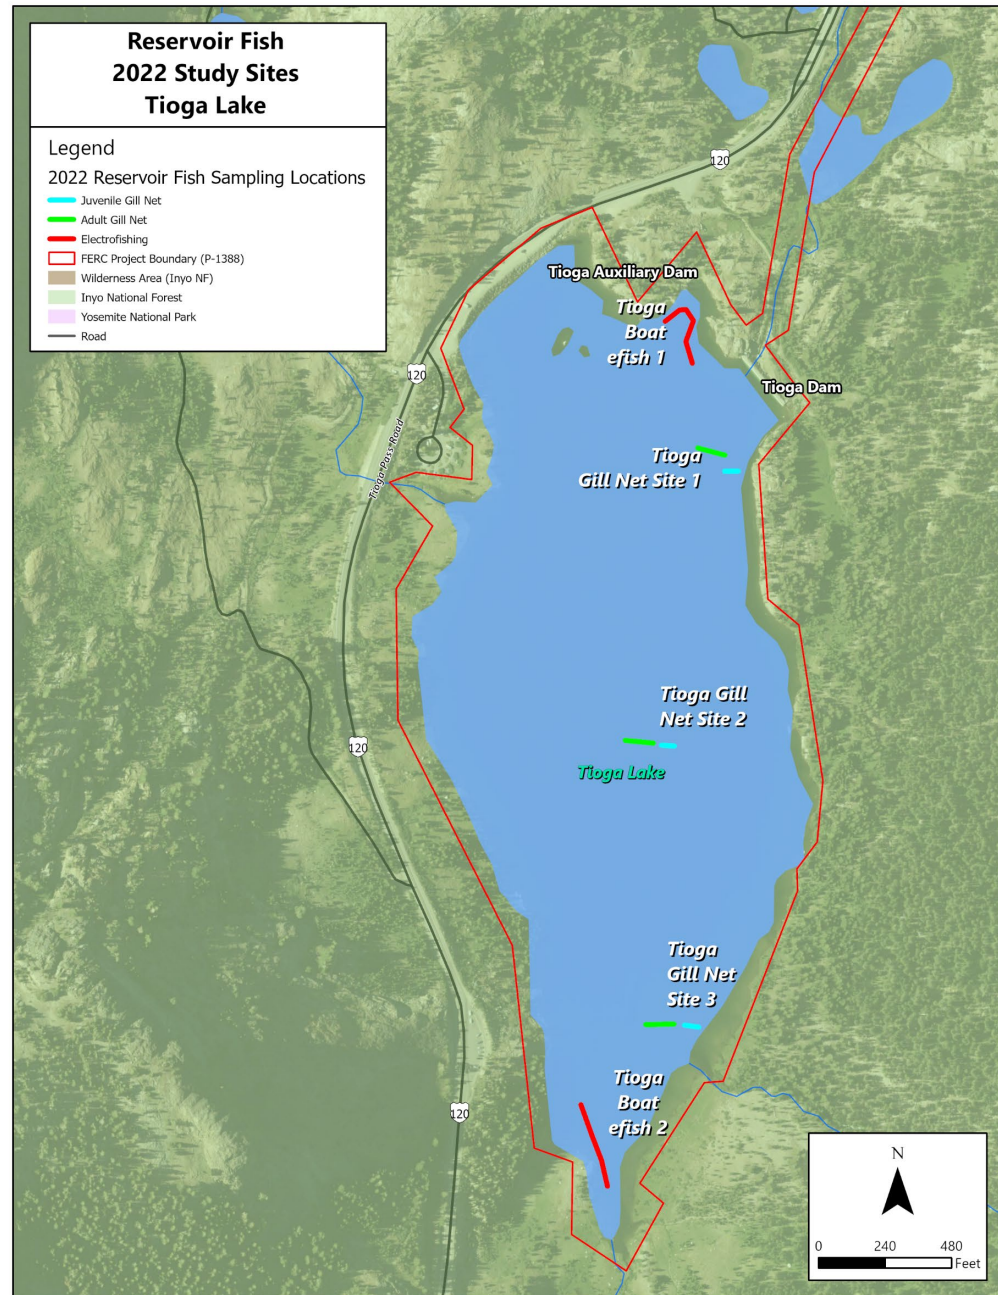 Reservoir Fish
2022 Study Sites
Tioga Lake
Legend
2022 Reservoir Fish Sampling Locations
Juvenile Gill Net
Adult Gill Net
Electrofishing
FERC Project Boundary (P-1388)
Wilderness Area (Inyo NF)
Inyo National Forest
Yosemite National Park
Road
120
Tioga Auxiliary Dam
Tioga
Boat
efish 1
120
Tioga Dam
Tioga Pass Road
Tioga
Gill Net Site 1
Tioga Gill
Net Site 2
120
Tioga Lake
Tioga
Gill Net
Site 3
Tioga
Boat
efish 2
120
N
0 240 480
Feet